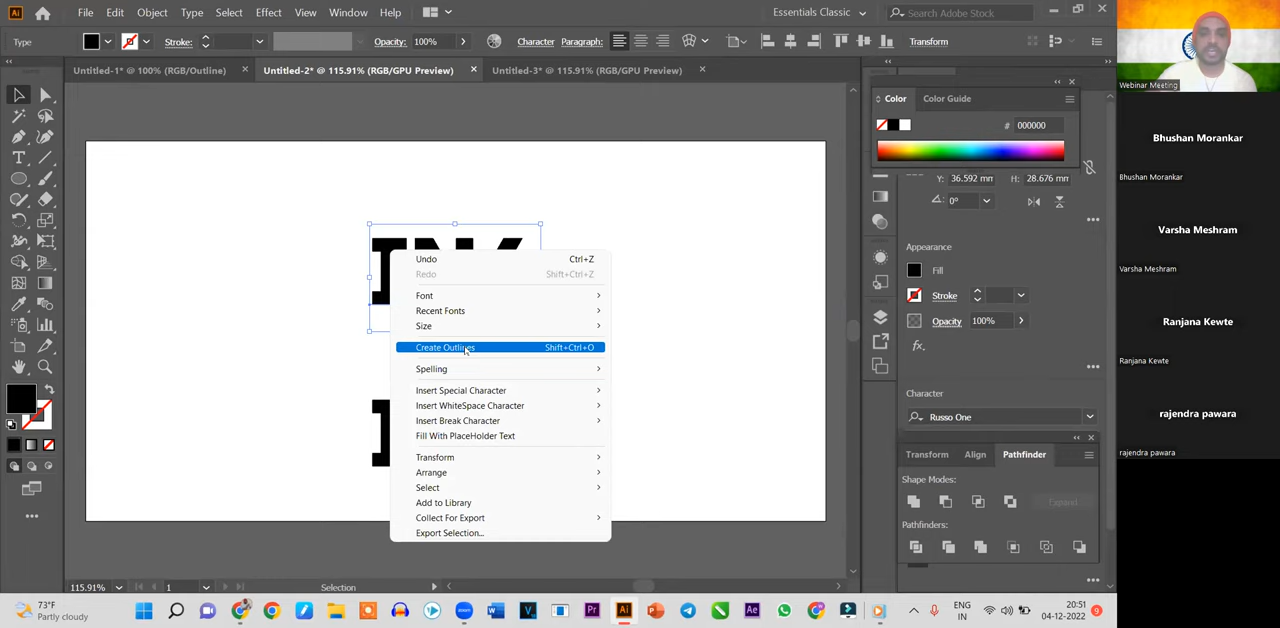 Ai File Edit Object Type Select Effect View Window Help Essentials Classic Search Adobe Stock
Type Stroke: Opacity: 100% Character Paragraph: Transform
Untitled-1* @ 100% (RGB/Outline) Untitled-2* @ 115.91% (RGB/GPU Preview) Untitled-3* @ 115.91% (RGB/GPU Preview)
Webinar Meeting
Color Color Guide
# 000000
Bhushan Morankar
Bhushan Morankar
Y: 36.592 mm H: 28.676 mm
0°
Varsha Meshram
Varsha Meshram
INK
Appearance
Fill
Stroke
Opacity 100%
fx
Undo Ctrl+Z
Redo Shift+Ctrl+Z
Font
Recent Fonts
Size
Create Outlines Shift+Ctrl+O
Spelling
Insert Special Character
Insert WhiteSpace Character
Insert Break Character
Fill With PlaceHolder Text
Transform
Arrange
Select
Add to Library
Collect For Export
Export Selection...
Ranjana Kewte
Ranjana Kewte
Character
Russo One
rajendra pawara
rajendra pawara
Transform Align Pathfinder
Shape Modes:
Expand
Pathfinders:
115.91% 1 Selection
73°F
Partly cloudy
W V Pr Ai P Ae
ENG
IN
20:51
04-12-2022
9